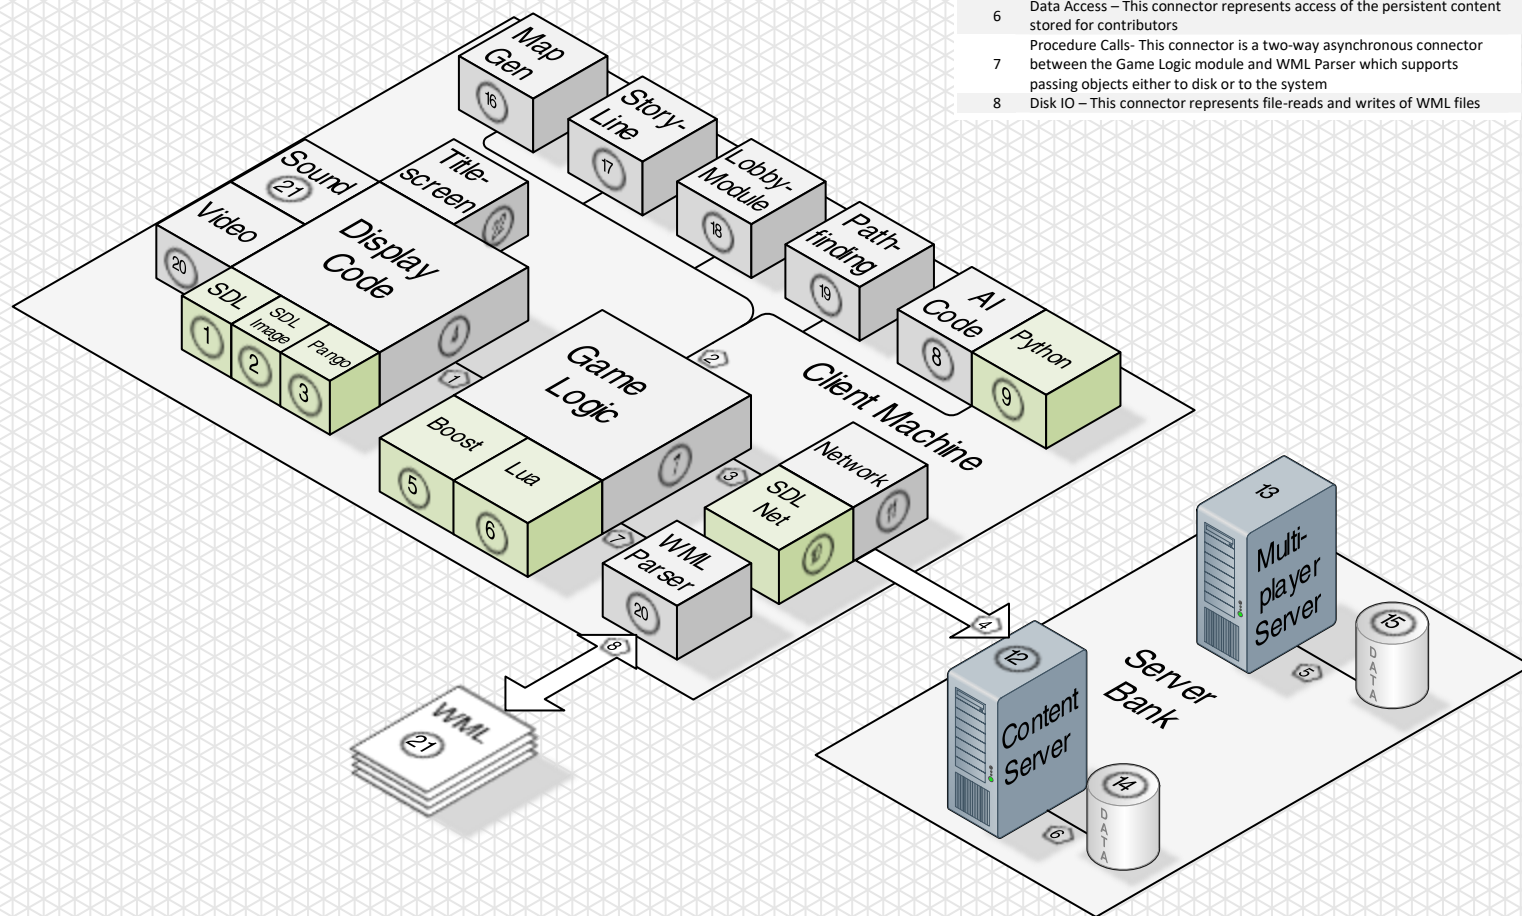 6
Data Access – This connector represents access of the persistent content
stored for contributors
7
Procedure Calls- This connector is a two-way asynchronous connector
between the Game Logic module and WML Parser which supports
passing objects either to disk or to the system
8
Disk IO – This connector represents file-reads and writes of WML files
Map
Gen
16
Story-
Line
17
Lobby-
Module
18
Path-
finding
19
AI
Code
8
Python
9
Sound
21
Title-
screen
Video
20
Display
Code
4
SDL
1
SDL
Image
2
Pango
3
1
2
Game
Logic
7
Boost
5
Lua
6
Client Machine
3
Network
11
SDL
Net
10
7
WML
Parser
20
8
WML
21
4
13
Multi-
player
Server
15
DATA
5
Server
Bank
12
Content
Server
14
DATA
6